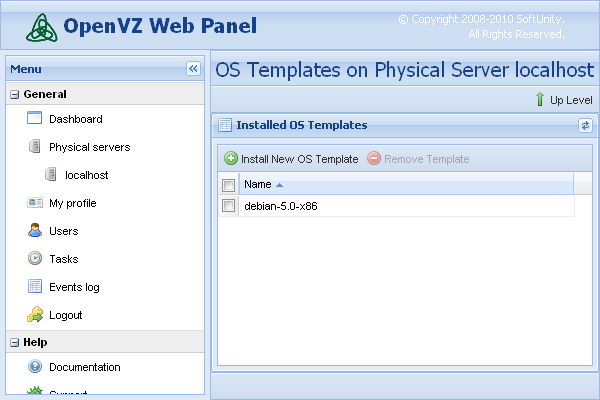 OpenVZ Web Panel
© Copyright 2008-2010 SoftUnity.
All Rights Reserved.
Menu
General
Dashboard
Physical servers
localhost
My profile
Users
Tasks
Events log
Logout
Help
Documentation
Support
OS Templates on Physical Server localhost
Up Level
Installed OS Templates
Install New OS Template Remove Template
Name
debian-5.0-x86